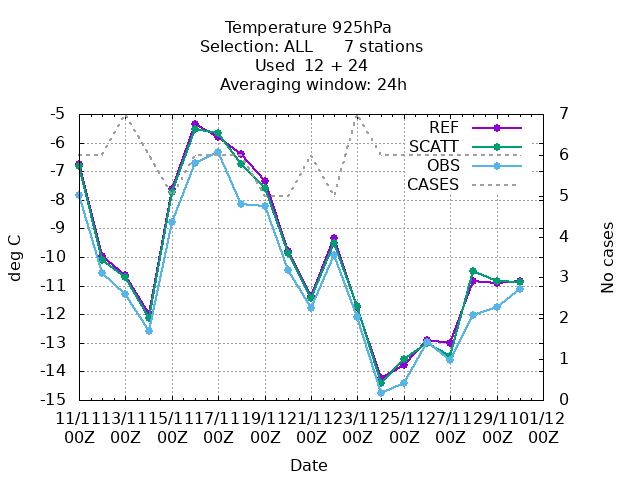 Temperature 925hPa
Selection: ALL 7 stations
Used 12 + 24
Averaging window: 24h
-5 7
REF
-6 SCATT 6
-7 OBS
CASES
-8 5
-9 4
-10
-11 3
-12 2
-13
-14 1
-15 0
deg C
No cases
11/11 13/11 15/11 17/11 19/11 21/11 23/11 25/11 27/11 29/11 01/12
00Z 00Z 00Z 00Z 00Z 00Z 00Z 00Z 00Z 00Z 00Z
Date